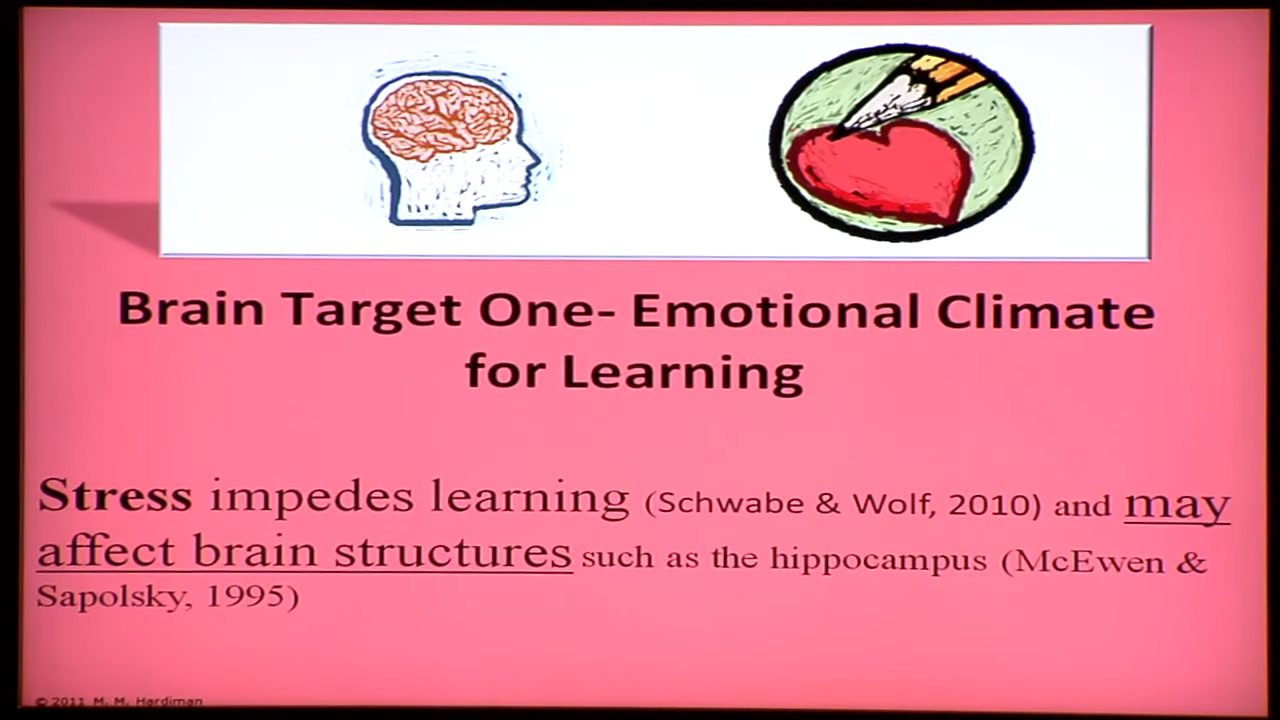 Brain Target One- Emotional Climate
for Learning
Stress impedes learning (Schwabe & Wolf, 2010) and may
affect brain structures such as the hippocampus (McEwen &
Sapolsky, 1995)
© 2011 M. M. Hardiman